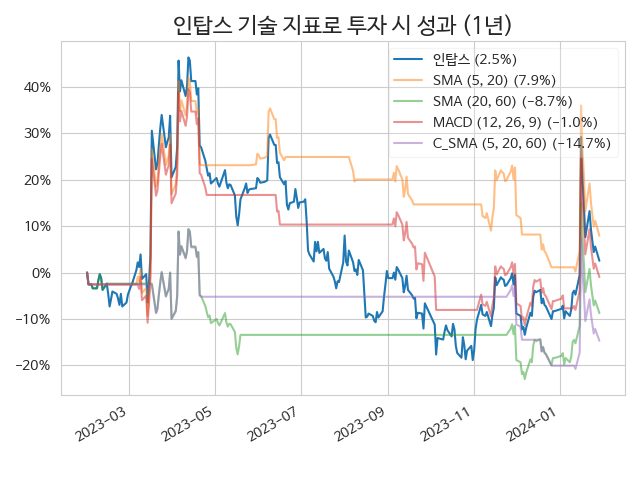 인탑스 기술 지표로 투자 시 성과 (1년)
인탑스 (2.5%)
SMA (5, 20) (7.9%)
SMA (20, 60) (−8.7%)
MACD (12, 26, 9) (−1.0%)
C_SMA (5, 20, 60) (−14.7%)
40%
30%
20%
10%
0%
−10%
−20%
2023−03
2023−05
2023−07
2023−09
2023−11
2024−01